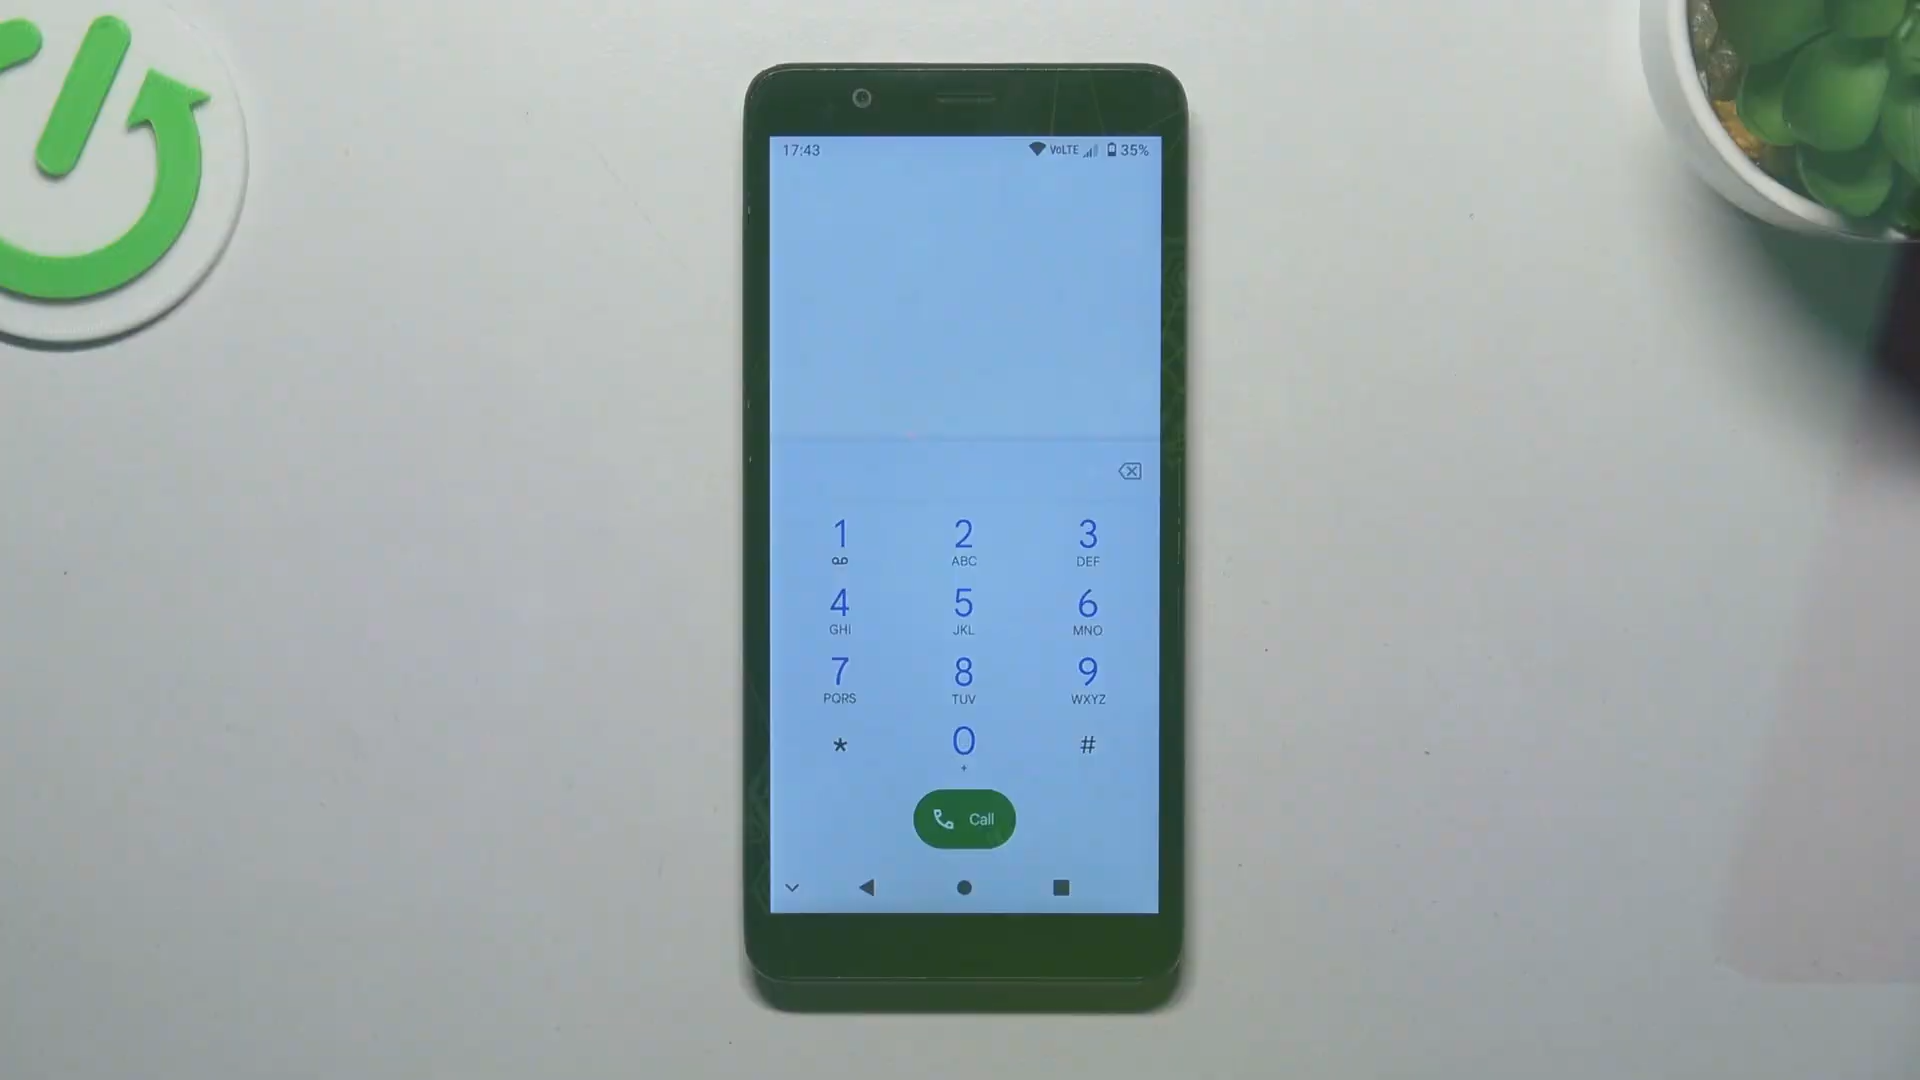 17:43 VoLTE 35%
1 2 3
ABC DEF
4 5 6
GHI JKL MNO
7 8 9
PQRS TUV WXYZ
* 0 #
+
Call